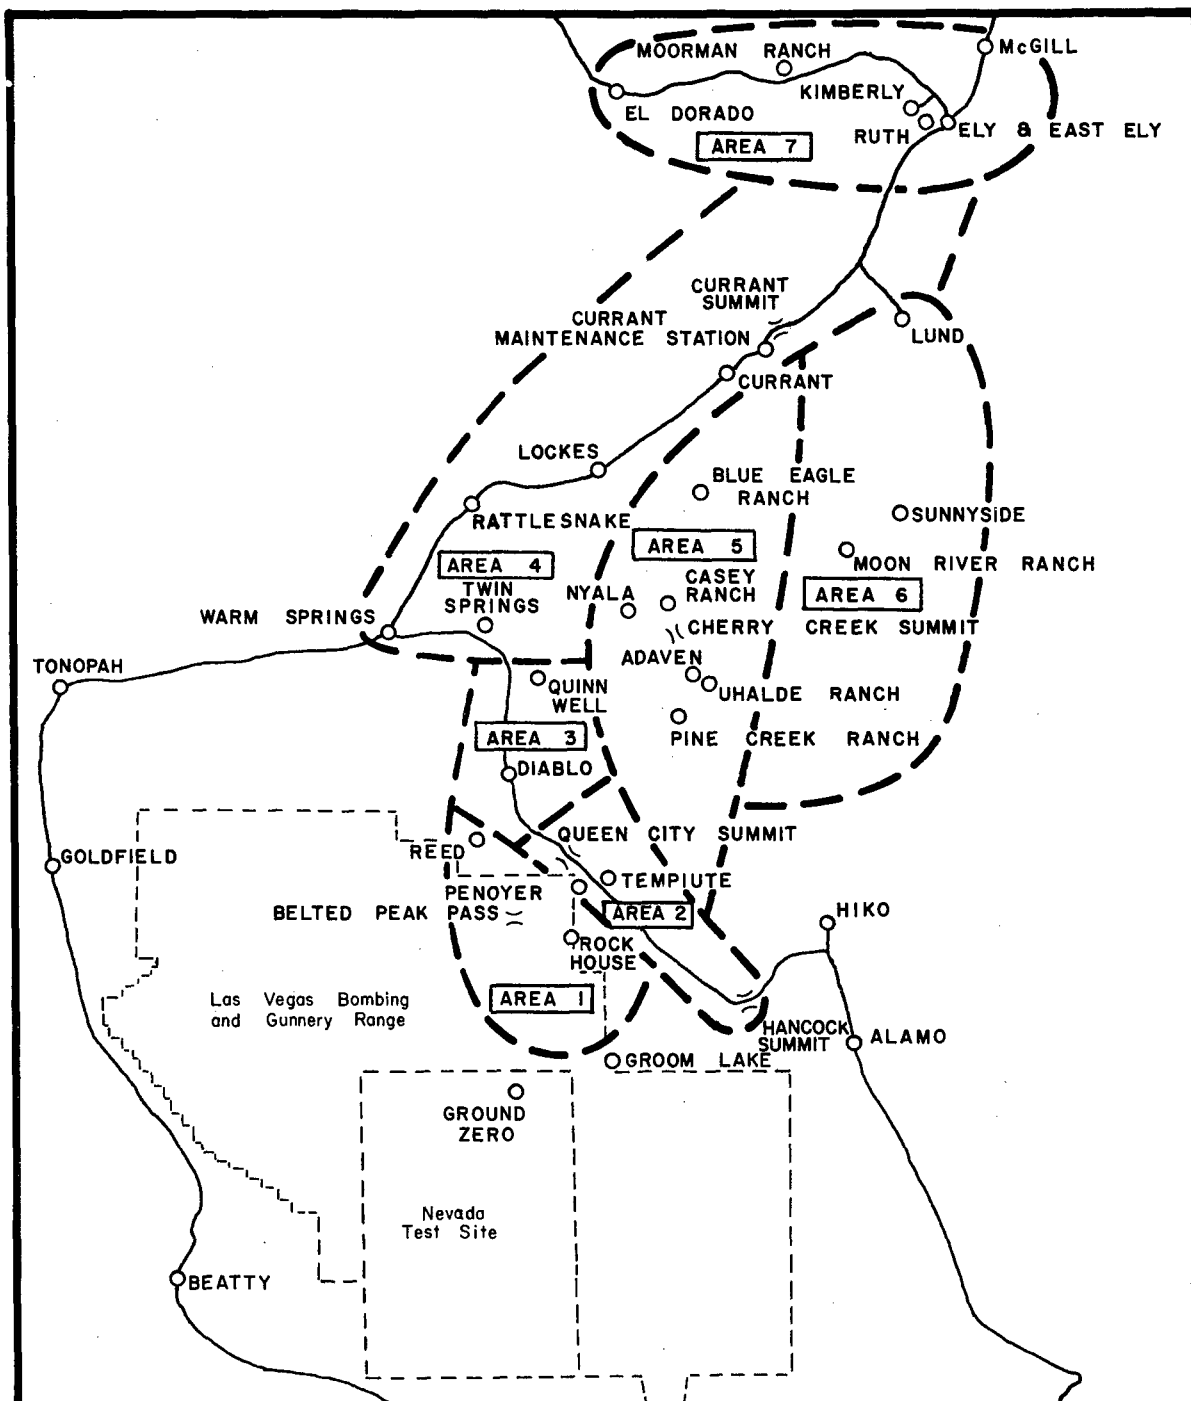 MOORMAN RANCH
McGILL
KIMBERLY
EL DORADO
RUTH
ELY & EAST ELY
AREA 7
CURRANT
SUMMIT
CURRANT
MAINTENANCE STATION
LUND
CURRANT
LOCKES
BLUE EAGLE
RANCH
RATTLESNAKE
SUNNYSIDE
AREA 5
MOON RIVER RANCH
AREA 4
TWIN
SPRINGS
NYALA
CASEY
RANCH
AREA 6
WARM SPRINGS
CHERRY CREEK SUMMIT
ADAVEN
TONOPAH
QUINN
WELL
UHALDE RANCH
AREA 3
PINE CREEK RANCH
DIABLO
QUEEN CITY SUMMIT
REED
GOLDFIELD
TEMPIUTE
PENOYER
BELTED PEAK PASS
AREA 2
HIKO
ROCK
HOUSE
Las Vegas Bombing
and Gunnery Range
AREA 1
HANCOCK
SUMMIT
ALAMO
GROOM LAKE
GROUND
ZERO
Nevada
Test Site
BEATTY